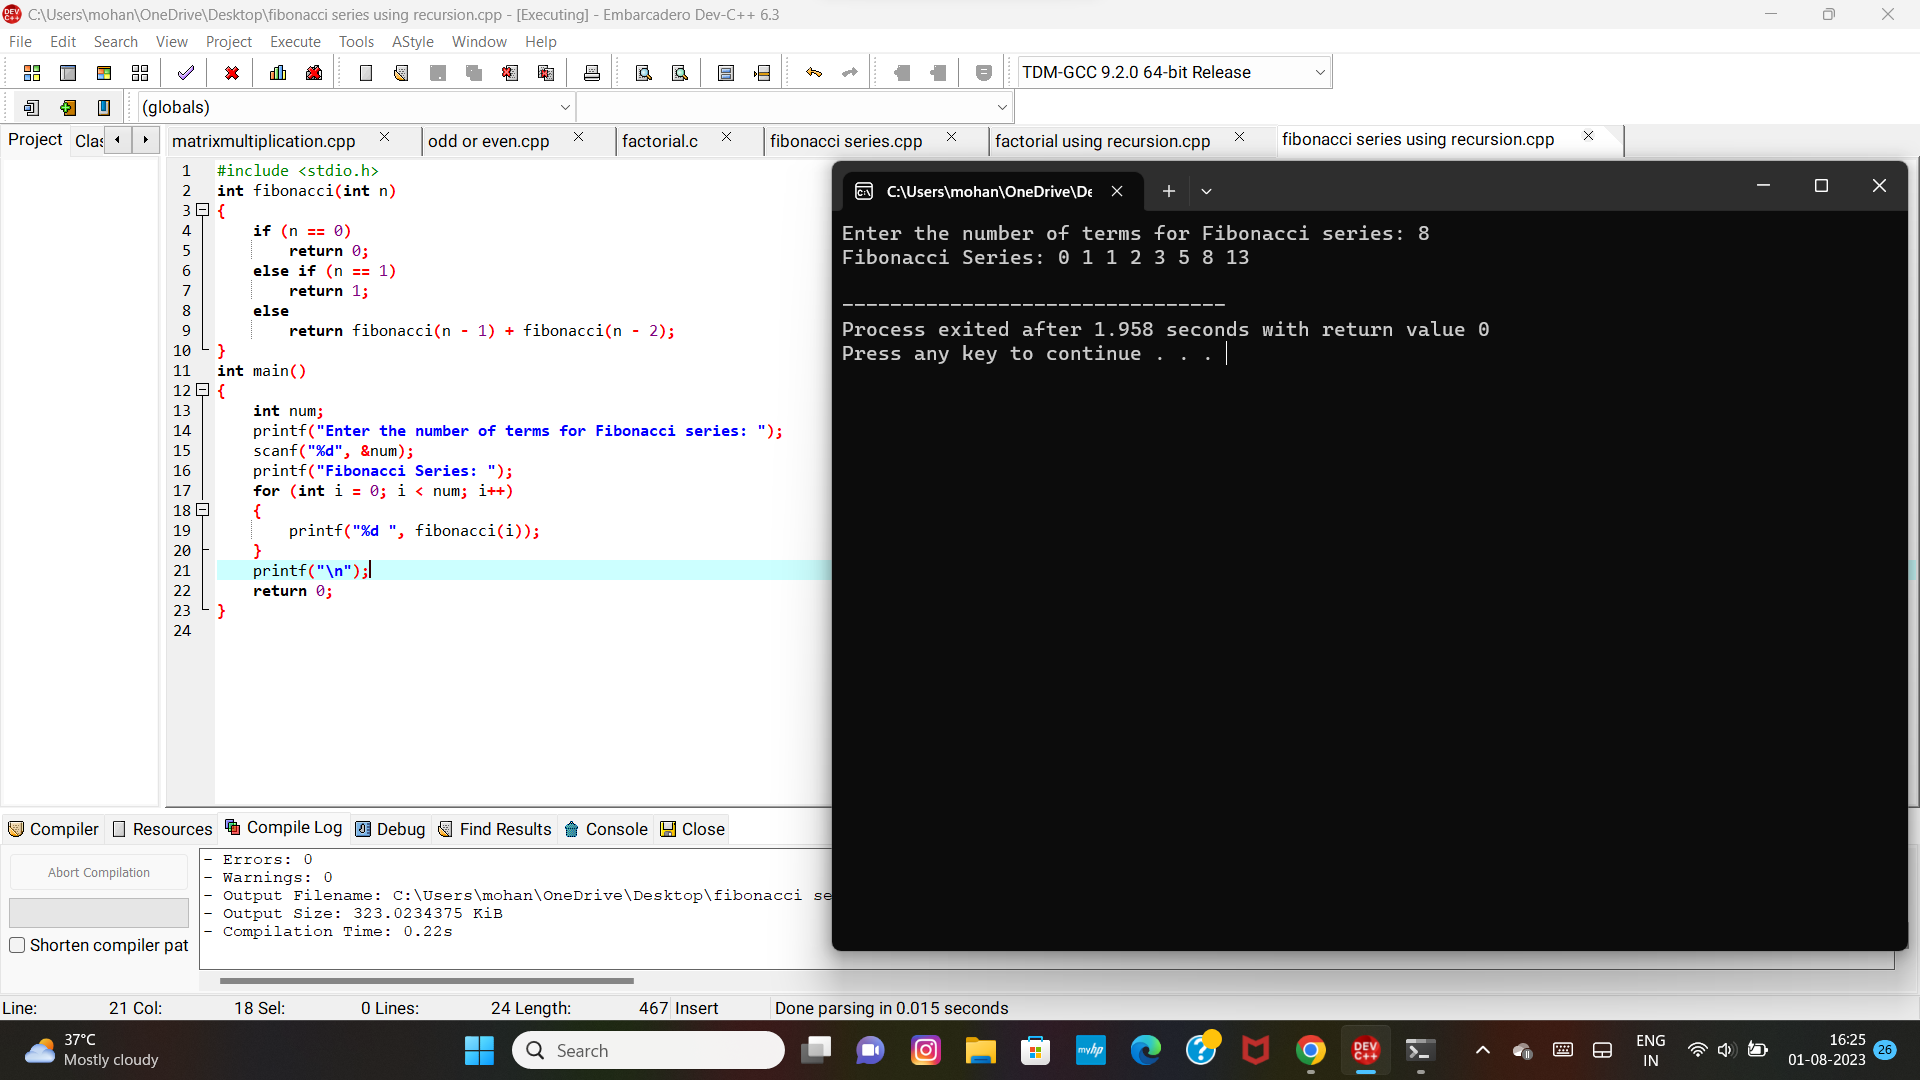 C:\Users\mohan\OneDrive\Desktop\fibonacci series using recursion.cpp - [Executing] - Embarcadero Dev-C++ 6.3
File Edit Search View Project Execute Tools AStyle Window Help
TDM-GCC 9.2.0 64-bit Release
(globals)
Project Clas matrixmultiplication.cpp odd or even.cpp factorial.c fibonacci series.cpp factorial using recursion.cpp fibonacci series using recursion.cpp
1 #include <stdio.h>
2 int fibonacci(int n)
3 {
4 if (n == 0)
5 return 0;
6 else if (n == 1)
7 return 1;
8 else
9 return fibonacci(n - 1) + fibonacci(n - 2);
10 }
11 int main()
12 {
13 int num;
14 printf("Enter the number of terms for Fibonacci series: ");
15 scanf("%d", &num);
16 printf("Fibonacci Series: ");
17 for (int i = 0; i < num; i++)
18 {
19 printf("%d ", fibonacci(i));
20 }
21 printf("\n");
22 return 0;
23 }
24
C:\Users\mohan\OneDrive\De
Enter the number of terms for Fibonacci series: 8
Fibonacci Series: 0 1 1 2 3 5 8 13
--------------------------------
Process exited after 1.958 seconds with return value 0
Press any key to continue . . .
Compiler Resources Compile Log Debug Find Results Console Close
Abort Compilation
Shorten compiler pat
- Errors: 0
- Warnings: 0
- Output Filename: C:\Users\mohan\OneDrive\Desktop\fibonacci se
- Output Size: 323.0234375 KiB
- Compilation Time: 0.22s
Line: 21 Col: 18 Sel: 0 Lines: 24 Length: 467 Insert Done parsing in 0.015 seconds
37°C
Mostly cloudy
Search
myhp
DEV C++
ENG
IN
16:25
01-08-2023
26